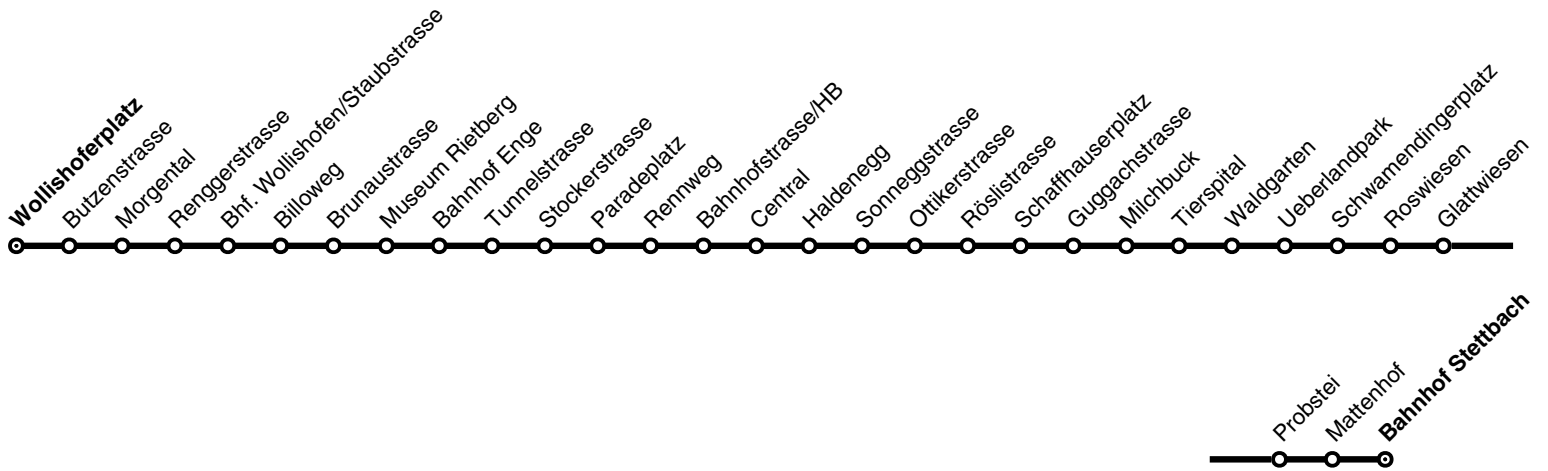 Wollishoferplatz
Butzenstrasse
Morgental
Renggerstrasse
Bhf. Wollishofen/Staubstrasse
Billoweg
Brunaustrasse
Museum Rietberg
Bahnhof Enge
Tunnelstrasse
Stockerstrasse
Paradeplatz
Rennweg
Bahnhofstrasse/HB
Central
Haldenegg
Sonneggstrasse
Ottikerstrasse
Röslistrasse
Schaffhauserplatz
Guggachstrasse
Milchbuck
Tierspital
Waldgarten
Ueberlandpark
Schwamendingerplatz
Roswiesen
Glattwiesen
Probstei
Mattenhof
Bahnhof Stettbach